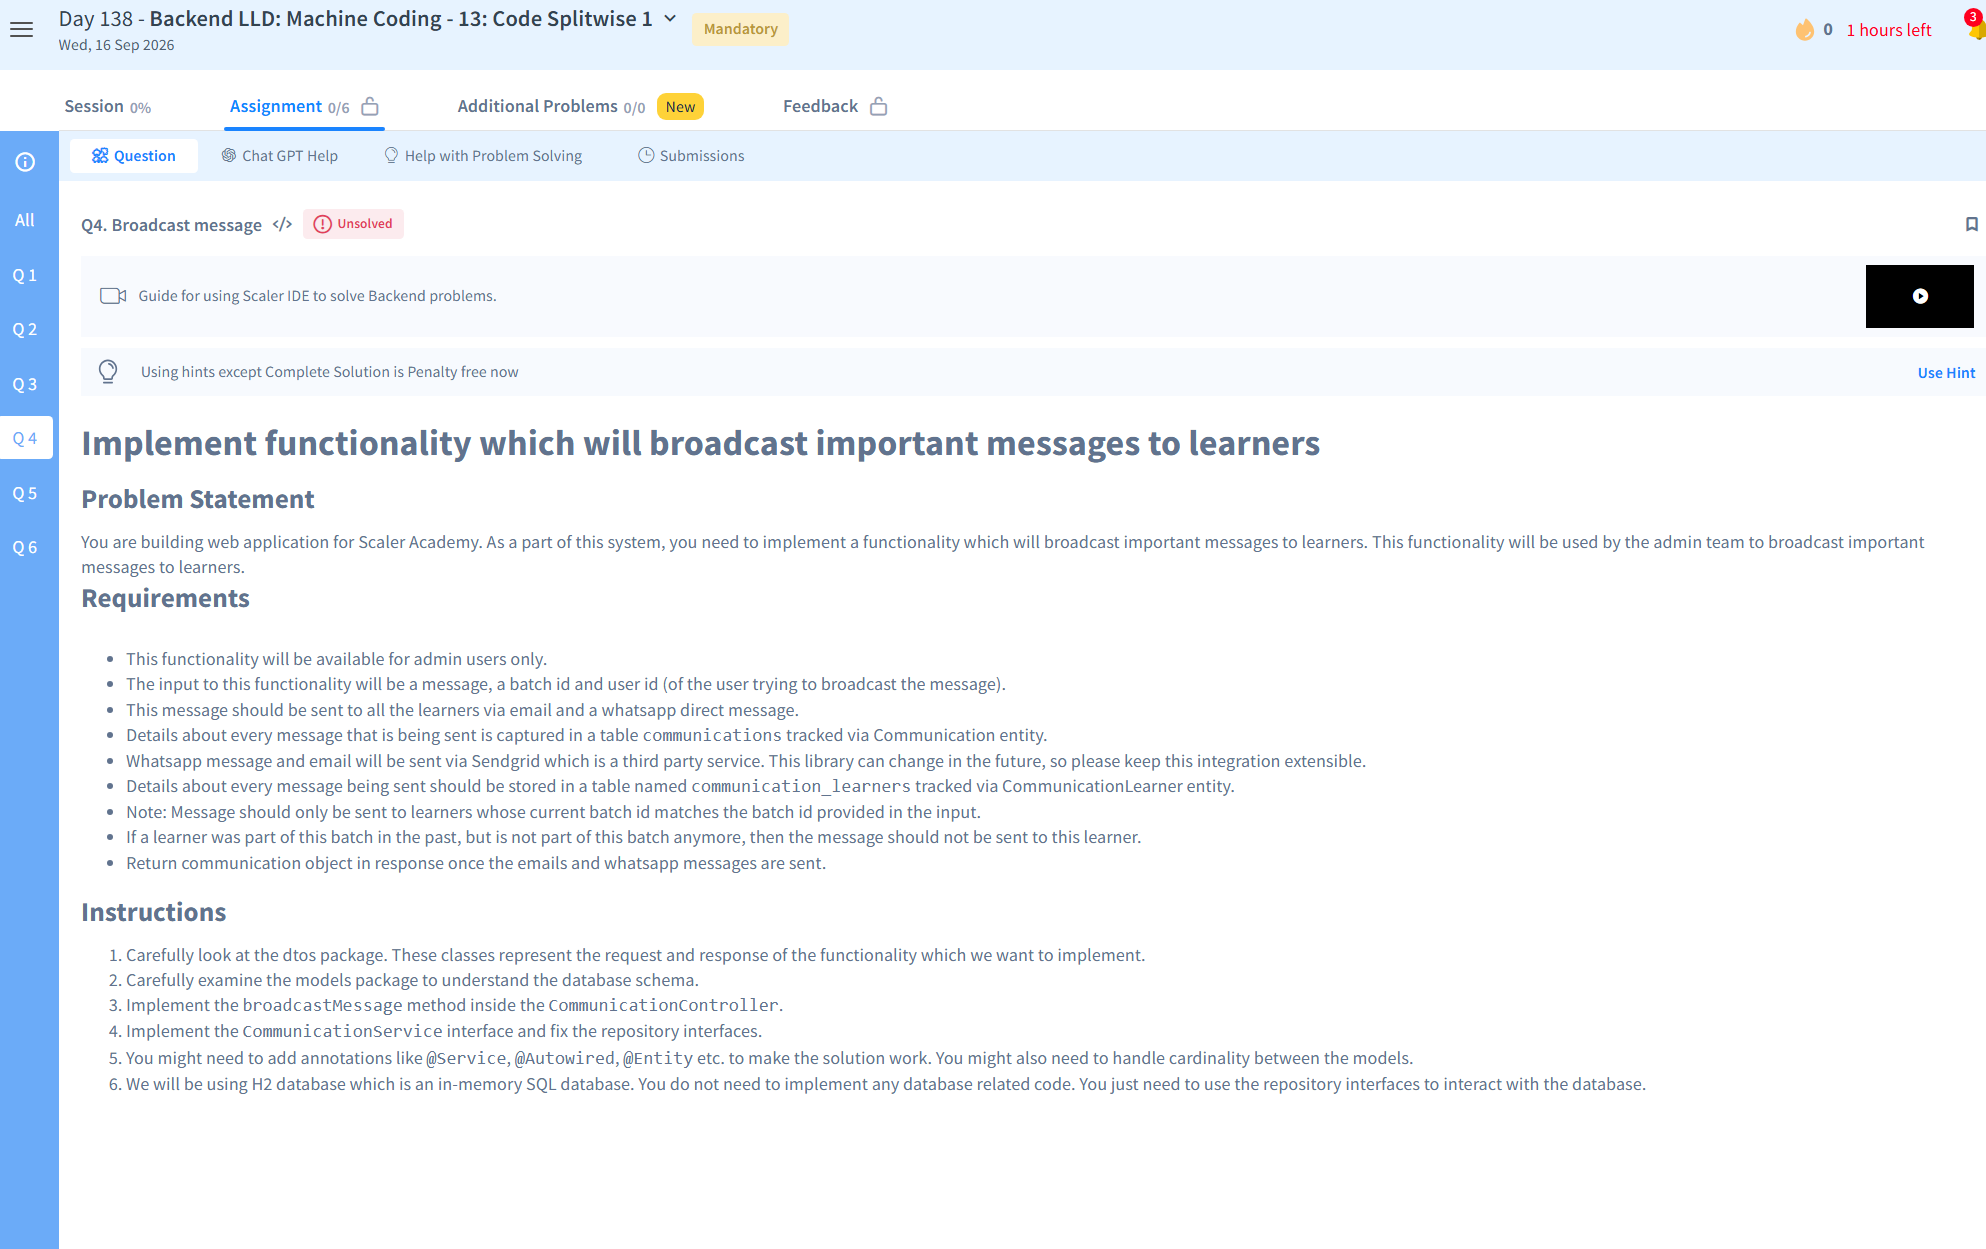 Day 138 - Backend LLD: Machine Coding - 13: Code Splitwise 1
Mandatory
0
1 hours left
3
Wed, 16 Sep 2026
Session 0%
Assignment 0/6
Additional Problems 0/0
New
Feedback
Question
Chat GPT Help
Help with Problem Solving
Submissions
All
Q 1
Q 2
Q 3
Q 4
Q 5
Q 6
Q4. Broadcast message </>
Unsolved
Guide for using Scaler IDE to solve Backend problems.
Using hints except Complete Solution is Penalty free now
Use Hint
Implement functionality which will broadcast important messages to learners
Problem Statement
You are building web application for Scaler Academy. As a part of this system, you need to implement a functionality which will broadcast important messages to learners. This functionality will be used by the admin team to broadcast important
messages to learners.
Requirements
• This functionality will be available for admin users only.
• The input to this functionality will be a message, a batch id and user id (of the user trying to broadcast the message).
• This message should be sent to all the learners via email and a whatsapp direct message.
• Details about every message that is being sent is captured in a table communications tracked via Communication entity.
• Whatsapp message and email will be sent via Sendgrid which is a third party service. This library can change in the future, so please keep this integration extensible.
• Details about every message being sent should be stored in a table named communication_learners tracked via CommunicationLearner entity.
• Note: Message should only be sent to learners whose current batch id matches the batch id provided in the input.
• If a learner was part of this batch in the past, but is not part of this batch anymore, then the message should not be sent to this learner.
• Return communication object in response once the emails and whatsapp messages are sent.
Instructions
1. Carefully look at the dtos package. These classes represent the request and response of the functionality which we want to implement.
2. Carefully examine the models package to understand the database schema.
3. Implement the broadcastMessage method inside the CommunicationController.
4. Implement the CommunicationService interface and fix the repository interfaces.
5. You might need to add annotations like @Service, @Autowired, @Entity etc. to make the solution work. You might also need to handle cardinality between the models.
6. We will be using H2 database which is an in-memory SQL database. You do not need to implement any database related code. You just need to use the repository interfaces to interact with the database.